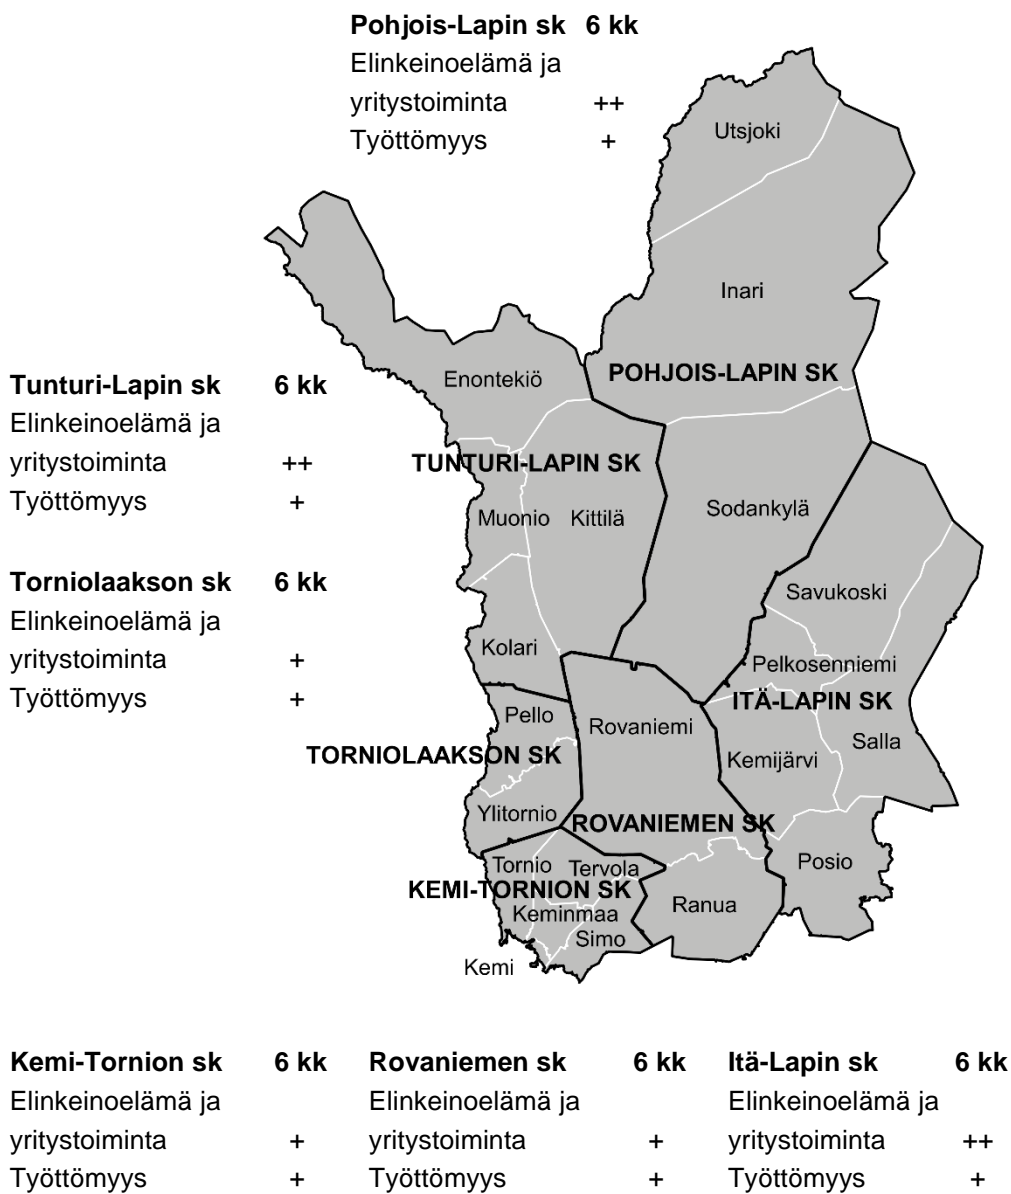 Pohjois-Lapin sk 6 kk
Elinkeinoelämä ja
yritystoiminta ++
Työttömyys +
Utsjoki
Inari
POHJOIS-LAPIN SK
Enontekiö
Tunturi-Lapin sk 6 kk
Elinkeinoelämä ja
yritystoiminta ++
Työttömyys +
TUNTURI-LAPIN SK
Muonio Kittilä
Sodankylä
Torniolaakson sk 6 kk
Elinkeinoelämä ja
yritystoiminta +
Työttömyys +
Savukoski
Kolari
Pelkosenniemi
ITÄ-LAPIN SK
Pello
Rovaniemi
Salla
TORNIOLAAKSON SK
Kemijärvi
Ylitornio
ROVANIEMEN SK
Tornio
Tervola
Posio
KEMI-TORNION SK
Ranua
Keminmaa
Simo
Kemi
Kemi-Tornion sk 6 kk
Elinkeinoelämä ja
yritystoiminta +
Työttömyys +
Rovaniemen sk 6 kk
Elinkeinoelämä ja
yritystoiminta +
Työttömyys +
Itä-Lapin sk 6 kk
Elinkeinoelämä ja
yritystoiminta ++
Työttömyys +